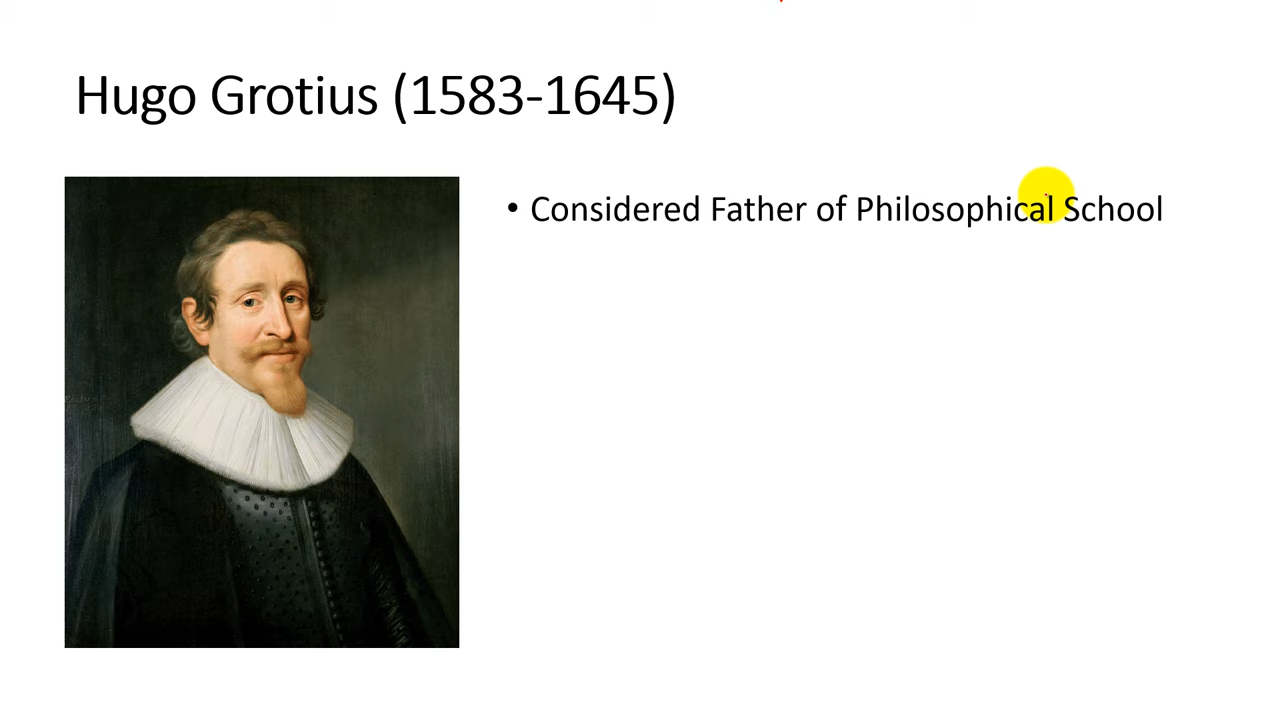 Hugo Grotius (1583-1645)
• Considered Father of Philosophical School